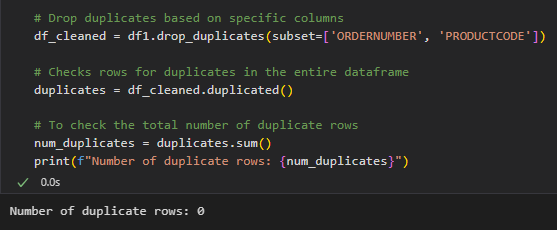 # Drop duplicates based on specific columns
df_cleaned = df1.drop_duplicates(subset=['ORDERNUMBER', 'PRODUCTCODE'])
# Checks rows for duplicates in the entire dataframe
duplicates = df_cleaned.duplicated()
# To check the total number of duplicate rows
num_duplicates = duplicates.sum()
print(f"Number of duplicate rows: {num_duplicates}")
✓ 0.0s
Number of duplicate rows: 0